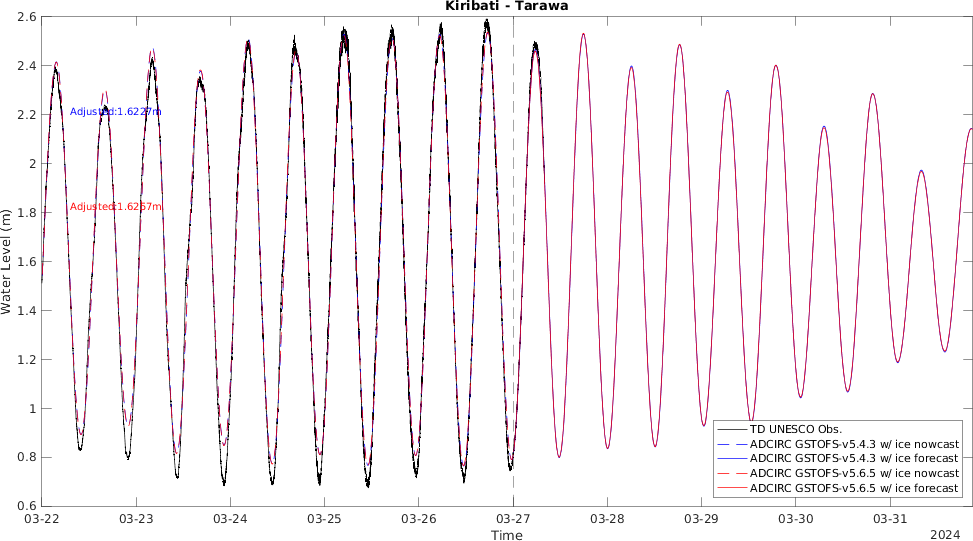 Kiribati - Tarawa
2.6
2.4
2.2
2
1.8
1.6
1.4
1.2
1
0.8
0.6
Water Level (m)
Adjusted:1.6227m
Adjusted:1.6267m
TD UNESCO Obs.
ADCIRC GSTOFS-v5.4.3 w/ ice nowcast
ADCIRC GSTOFS-v5.4.3 w/ ice forecast
ADCIRC GSTOFS-v5.6.5 w/ ice nowcast
ADCIRC GSTOFS-v5.6.5 w/ ice forecast
03-22 03-23 03-24 03-25 03-26 03-27 03-28 03-29 03-30 03-31
Time
2024